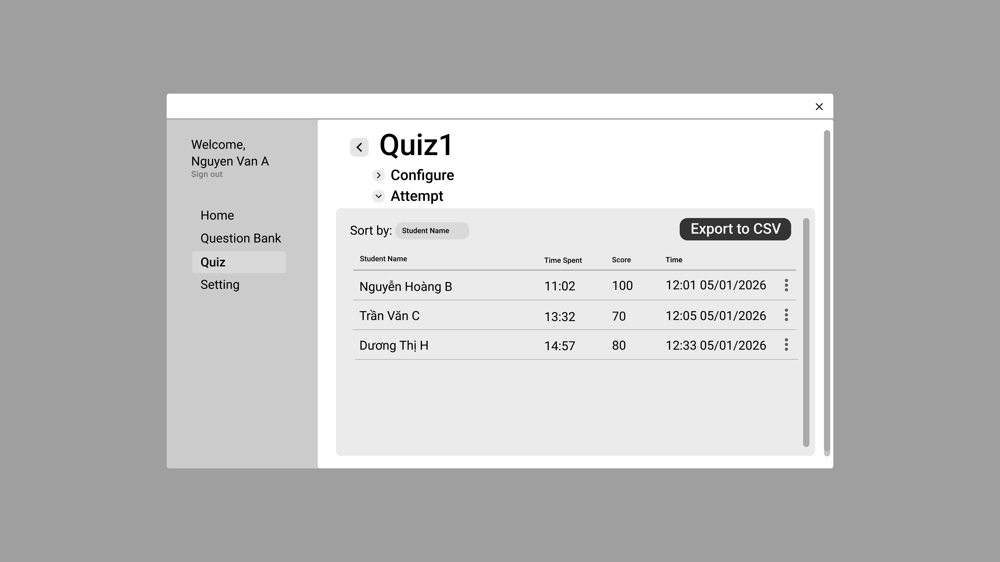 Welcome,
Nguyen Van A
Sign out
Home
Question Bank
Quiz
Setting
Quiz1
Configure
Attempt
Sort by: Student Name
Export to CSV
Student Name Time Spent Score Time
Nguyễn Hoàng B 11:02 100 12:01 05/01/2026
Trần Văn C 13:32 70 12:05 05/01/2026
Dương Thị H 14:57 80 12:33 05/01/2026